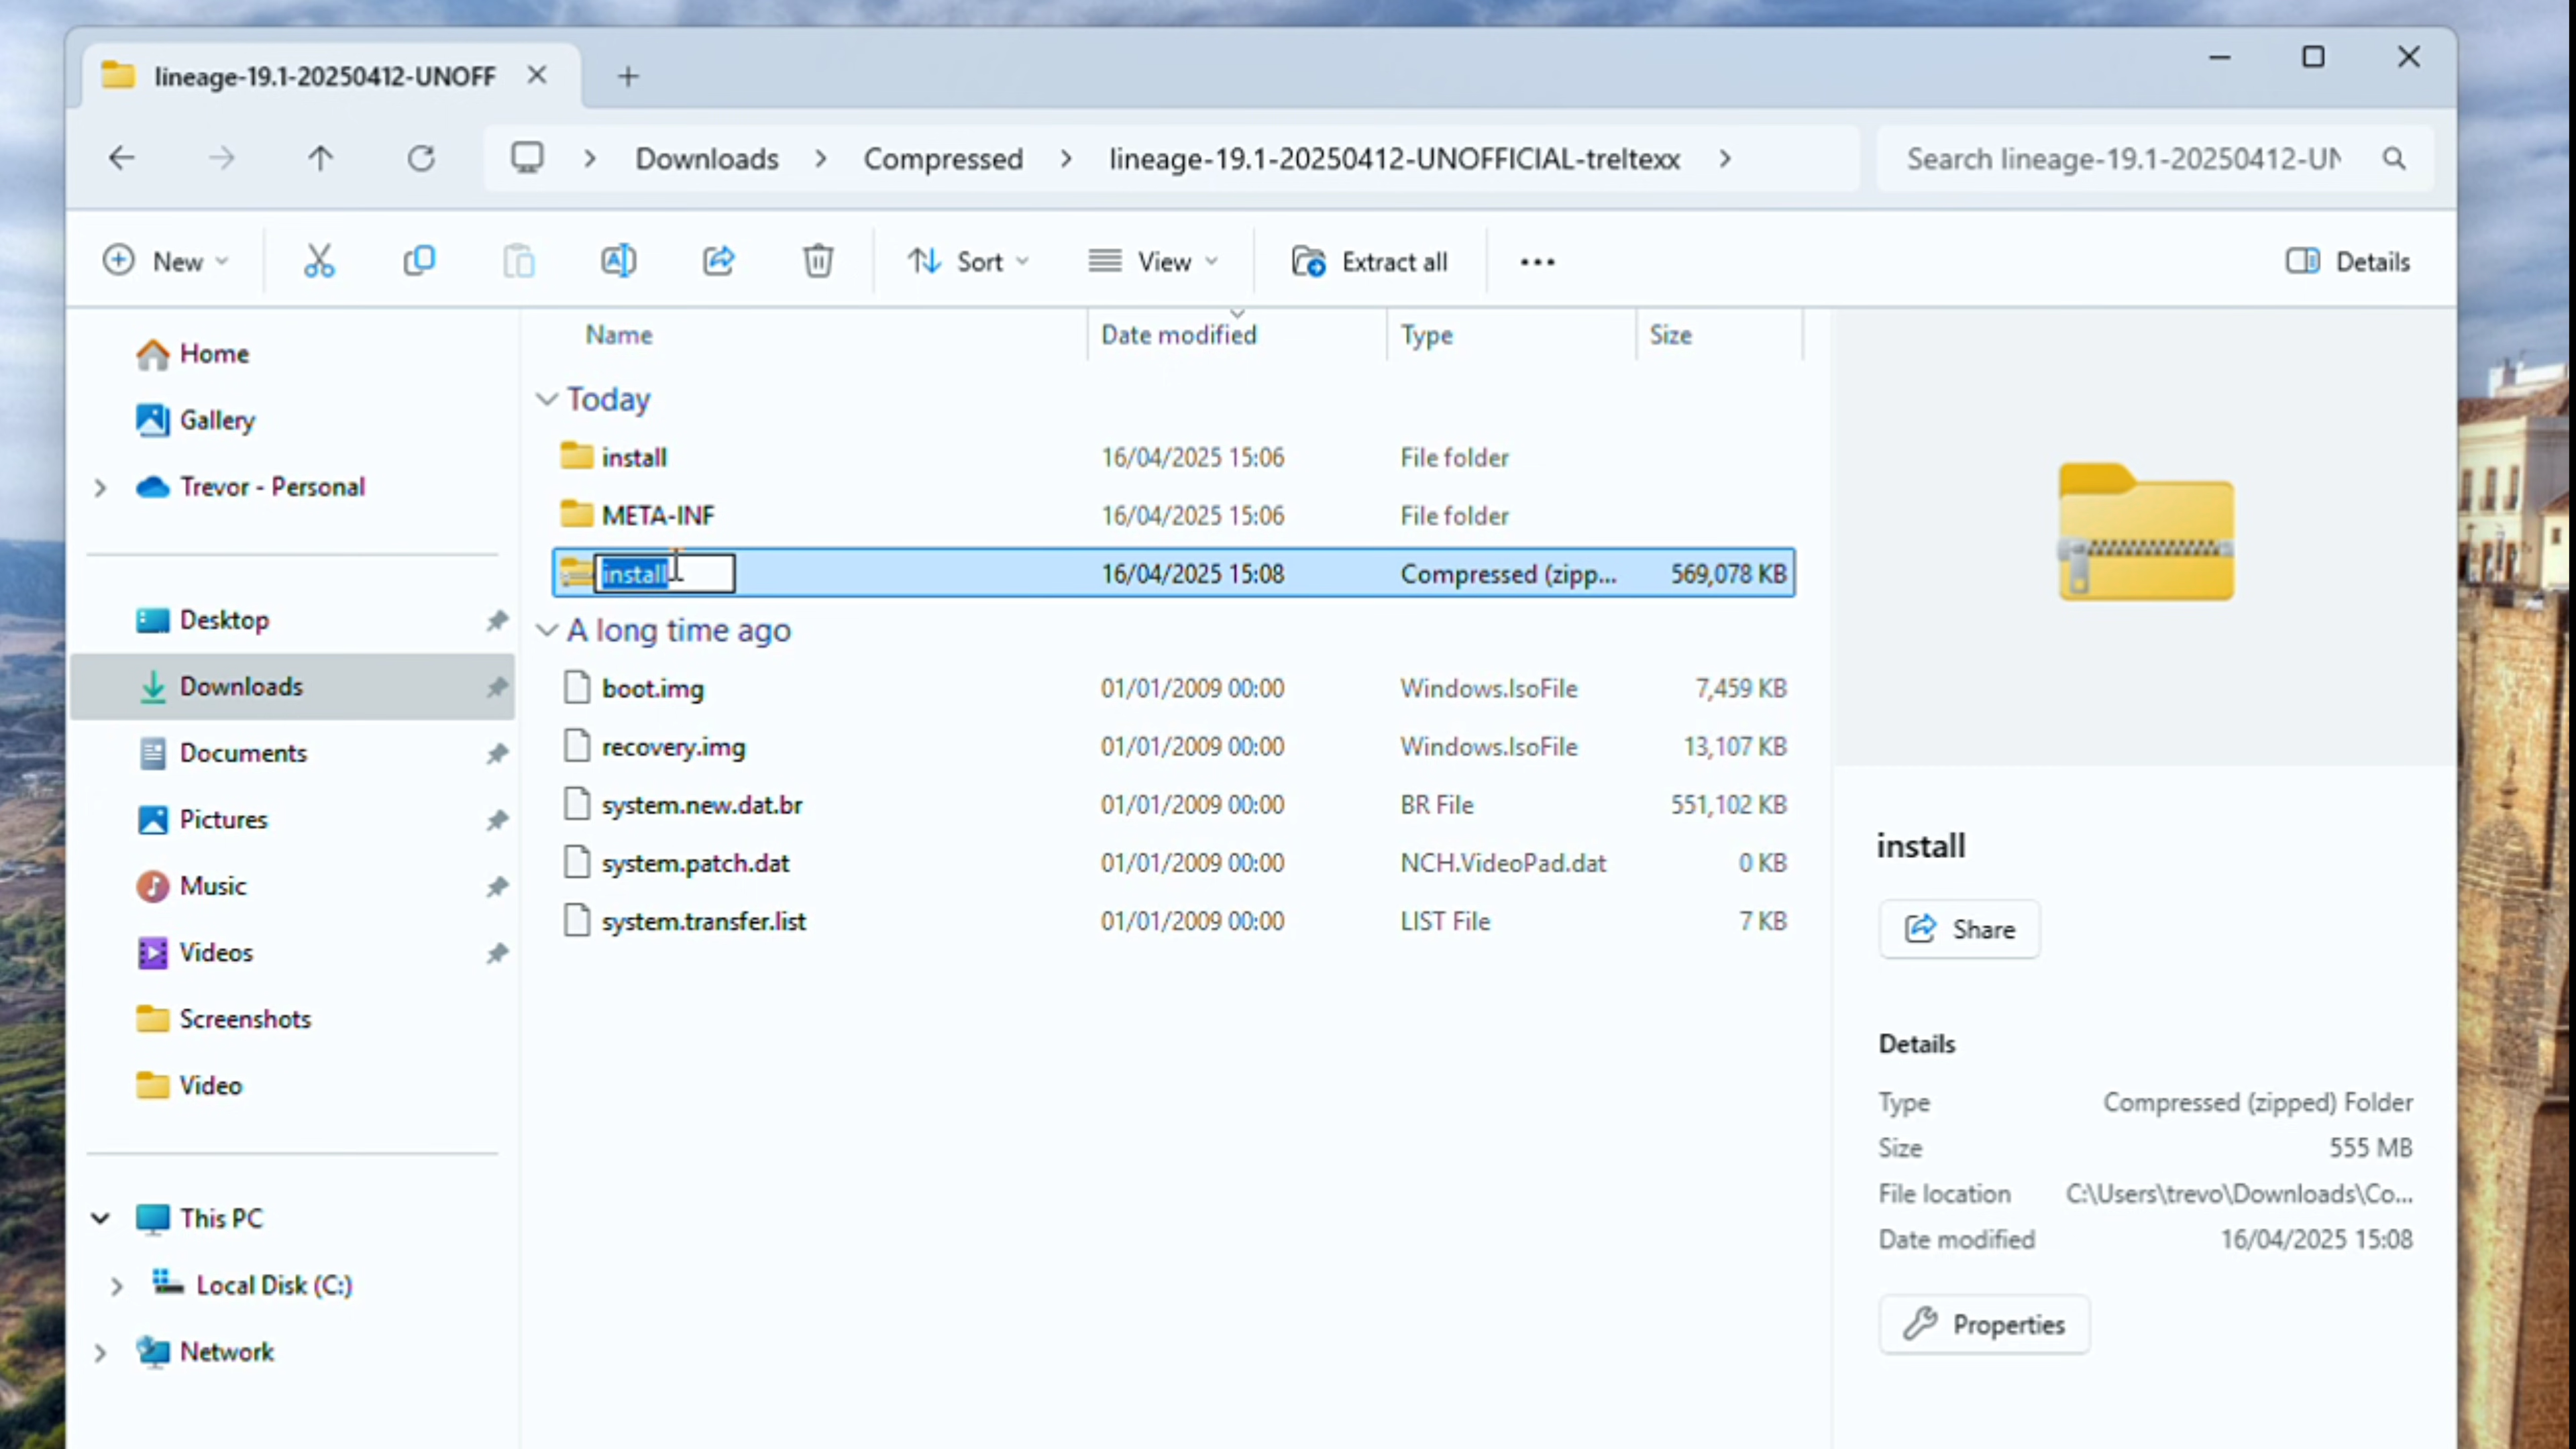 lineage-19.1-20250412-UNOFF
Downloads > Compressed > lineage-19.1-20250412-UNOFFICIAL-treltexx >
Search lineage-19.1-20250412-UN
New
Sort
View
Extract all
Details
Name Date modified Type Size
Home
Gallery
Trevor - Personal
Desktop
Downloads
Documents
Pictures
Music
Videos
Screenshots
Video
This PC
Local Disk (C:)
Network
Today
install 16/04/2025 15:06 File folder
META-INF 16/04/2025 15:06 File folder
install 16/04/2025 15:08 Compressed (zipp... 569,078 KB
A long time ago
boot.img 01/01/2009 00:00 Windows.IsoFile 7,459 KB
recovery.img 01/01/2009 00:00 Windows.IsoFile 13,107 KB
system.new.dat.br 01/01/2009 00:00 BR File 551,102 KB
system.patch.dat 01/01/2009 00:00 NCH.VideoPad.dat 0 KB
system.transfer.list 01/01/2009 00:00 LIST File 7 KB
install
Share
Details
Type Compressed (zipped) Folder
Size 555 MB
File location C:\Users\trevo\Downloads\Co...
Date modified 16/04/2025 15:08
Properties